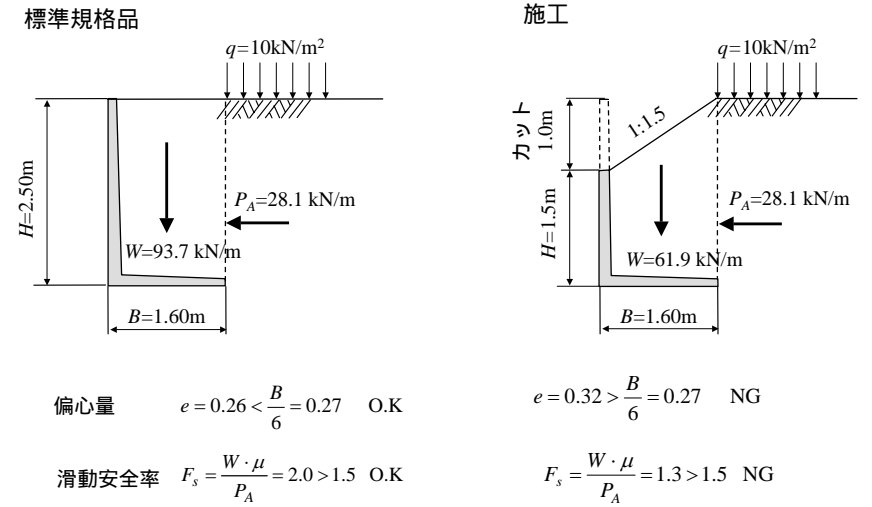 標準規格品
q=10kN/m²
H=2.50m
P_A=28.1 kN/m
W=93.7 kN/m
B=1.60m
偏心量 e = 0.26 < B/6 = 0.27 O.K
滑動安全率 F_s = W・μ/P_A = 2.0 > 1.5 O.K
施工
q=10kN/m²
カット
1.0m
1:1.5
H=1.5m
P_A=28.1 kN/m
W=61.9 kN/m
B=1.60m
e = 0.32 > B/6 = 0.27 NG
F_s = W・μ/P_A = 1.3 > 1.5 NG